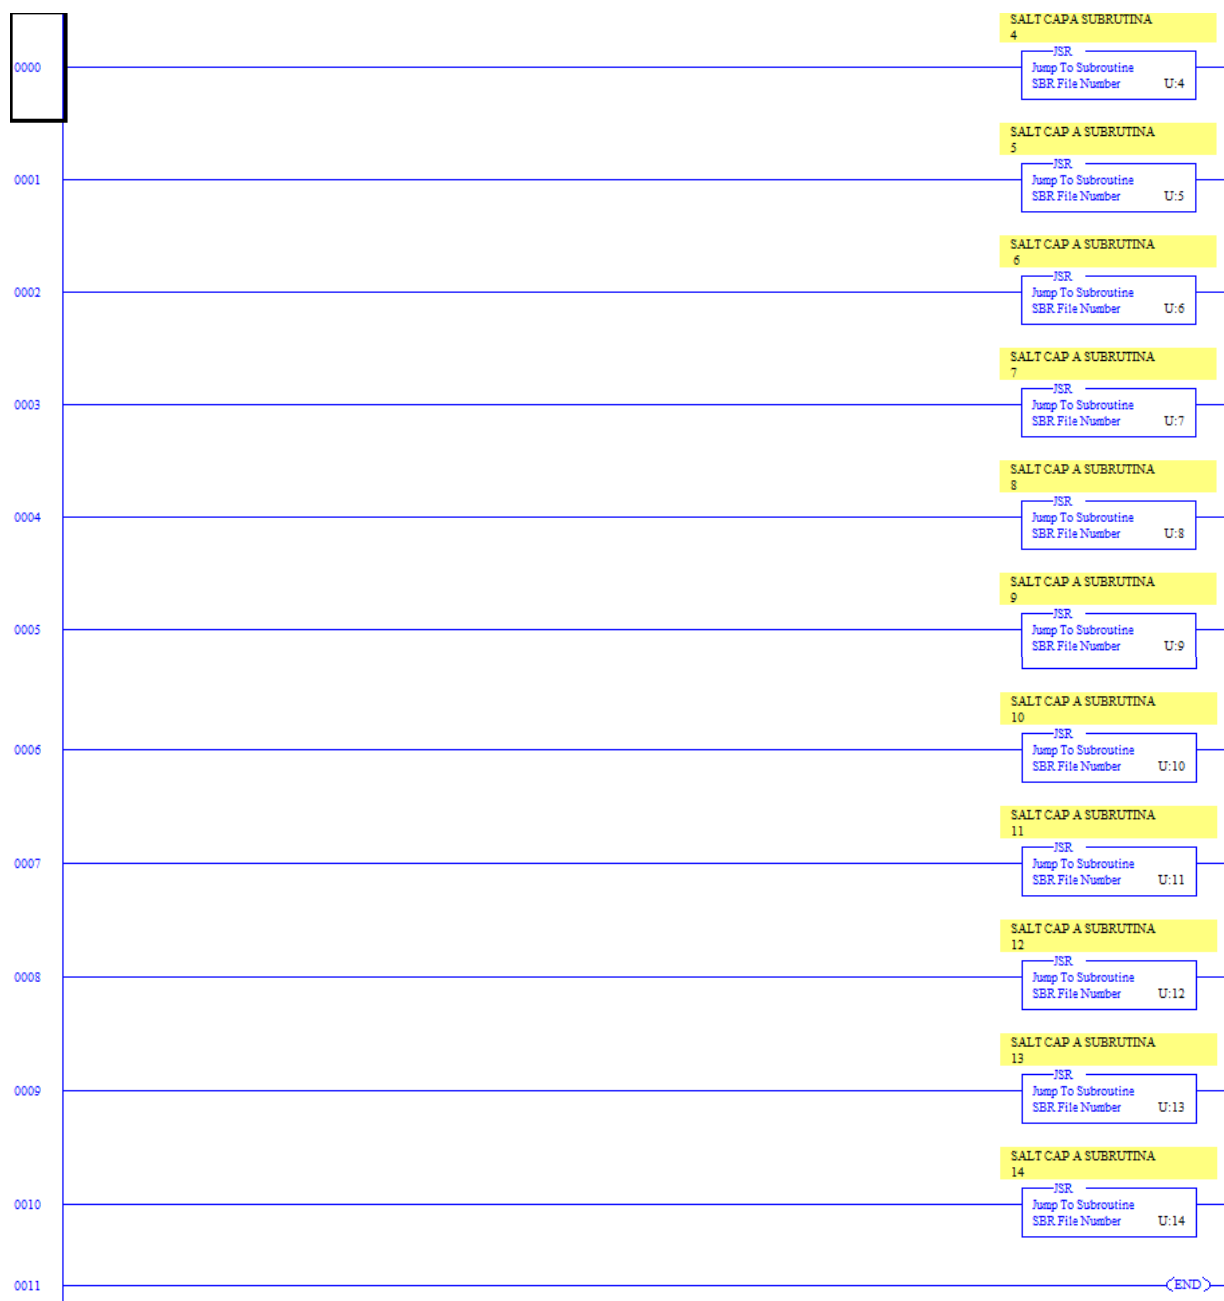 SALT CAP A SUBRUTINA
4
JSR
0000
Jump To Subroutine
SBR File Number U:4
SALT CAP A SUBRUTINA
5
JSR
0001
Jump To Subroutine
SBR File Number U:5
SALT CAP A SUBRUTINA
6
JSR
0002
Jump To Subroutine
SBR File Number U:6
SALT CAP A SUBRUTINA
7
JSR
0003
Jump To Subroutine
SBR File Number U:7
SALT CAP A SUBRUTINA
8
JSR
0004
Jump To Subroutine
SBR File Number U:8
SALT CAP A SUBRUTINA
9
JSR
0005
Jump To Subroutine
SBR File Number U:9
SALT CAP A SUBRUTINA
10
JSR
0006
Jump To Subroutine
SBR File Number U:10
SALT CAP A SUBRUTINA
11
JSR
0007
Jump To Subroutine
SBR File Number U:11
SALT CAP A SUBRUTINA
12
JSR
0008
Jump To Subroutine
SBR File Number U:12
SALT CAP A SUBRUTINA
13
JSR
0009
Jump To Subroutine
SBR File Number U:13
SALT CAP A SUBRUTINA
14
JSR
0010
Jump To Subroutine
SBR File Number U:14
0011 (END)